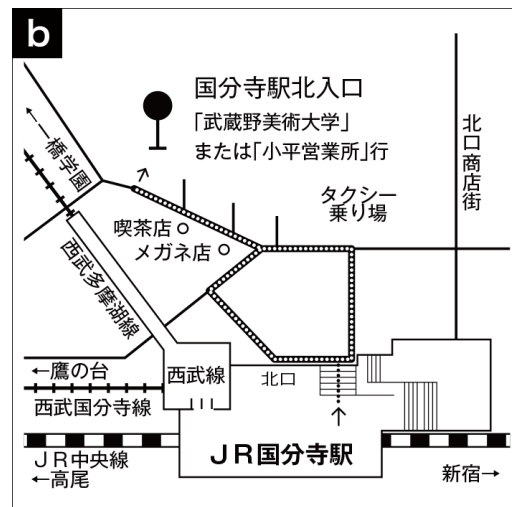 b
国分寺駅北入口
「武蔵野美術大学」
または「小平営業所」行
北口商店街
タクシー
乗り場
←一橋学園
喫茶店
メガネ店
西武多摩湖線
←鷹の台
西武線
北口
西武国分寺線
JR国分寺駅
JR中央線
←高尾
新宿→